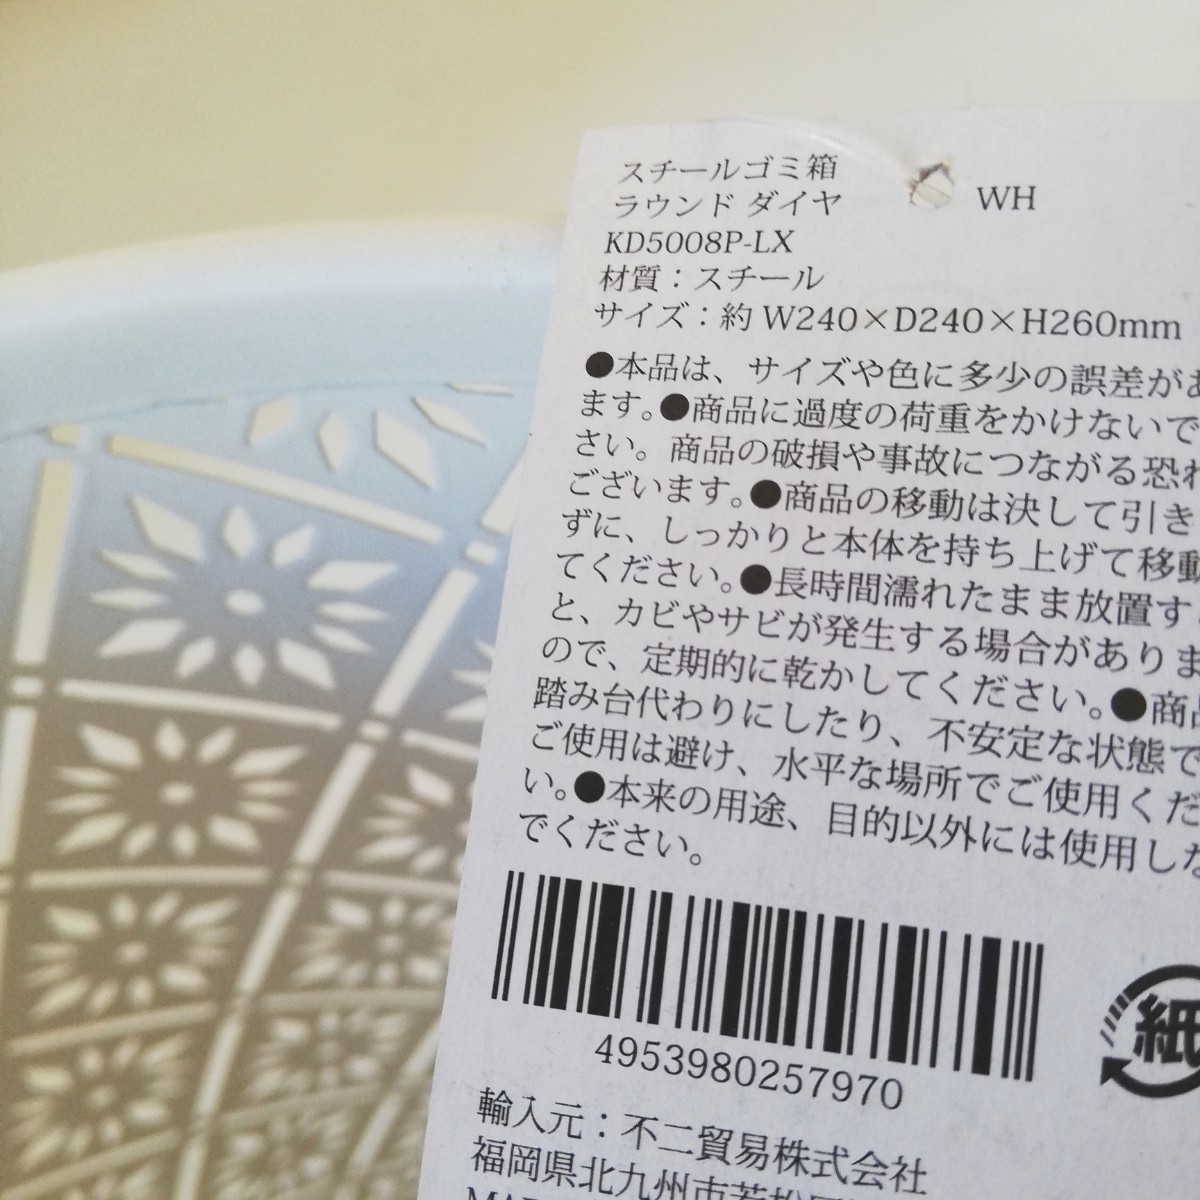 スチールゴミ箱
ラウンド ダイヤ WH
KD5008P-LX
材質：スチール
サイズ：約 W240×D240×H260mm
●本品は、サイズや色に多少の誤差があ
ます。●商品に過度の荷重をかけないで
さい。商品の破損や事故につながる恐れ
ございます。●商品の移動は決して引き
ずに、しっかりと本体を持ち上げて移動
てください。●長時間濡れたまま放置す
と、カビやサビが発生する場合がありま
ので、定期的に乾かしてください。●商品
踏み台代わりにしたり、不安定な状態で
ご使用は避け、水平な場所でご使用くだ
い。●本来の用途、目的以外には使用しな
でください。
4953980257970
紙
輸入元：不二貿易株式会社
福岡県北九州市若松区